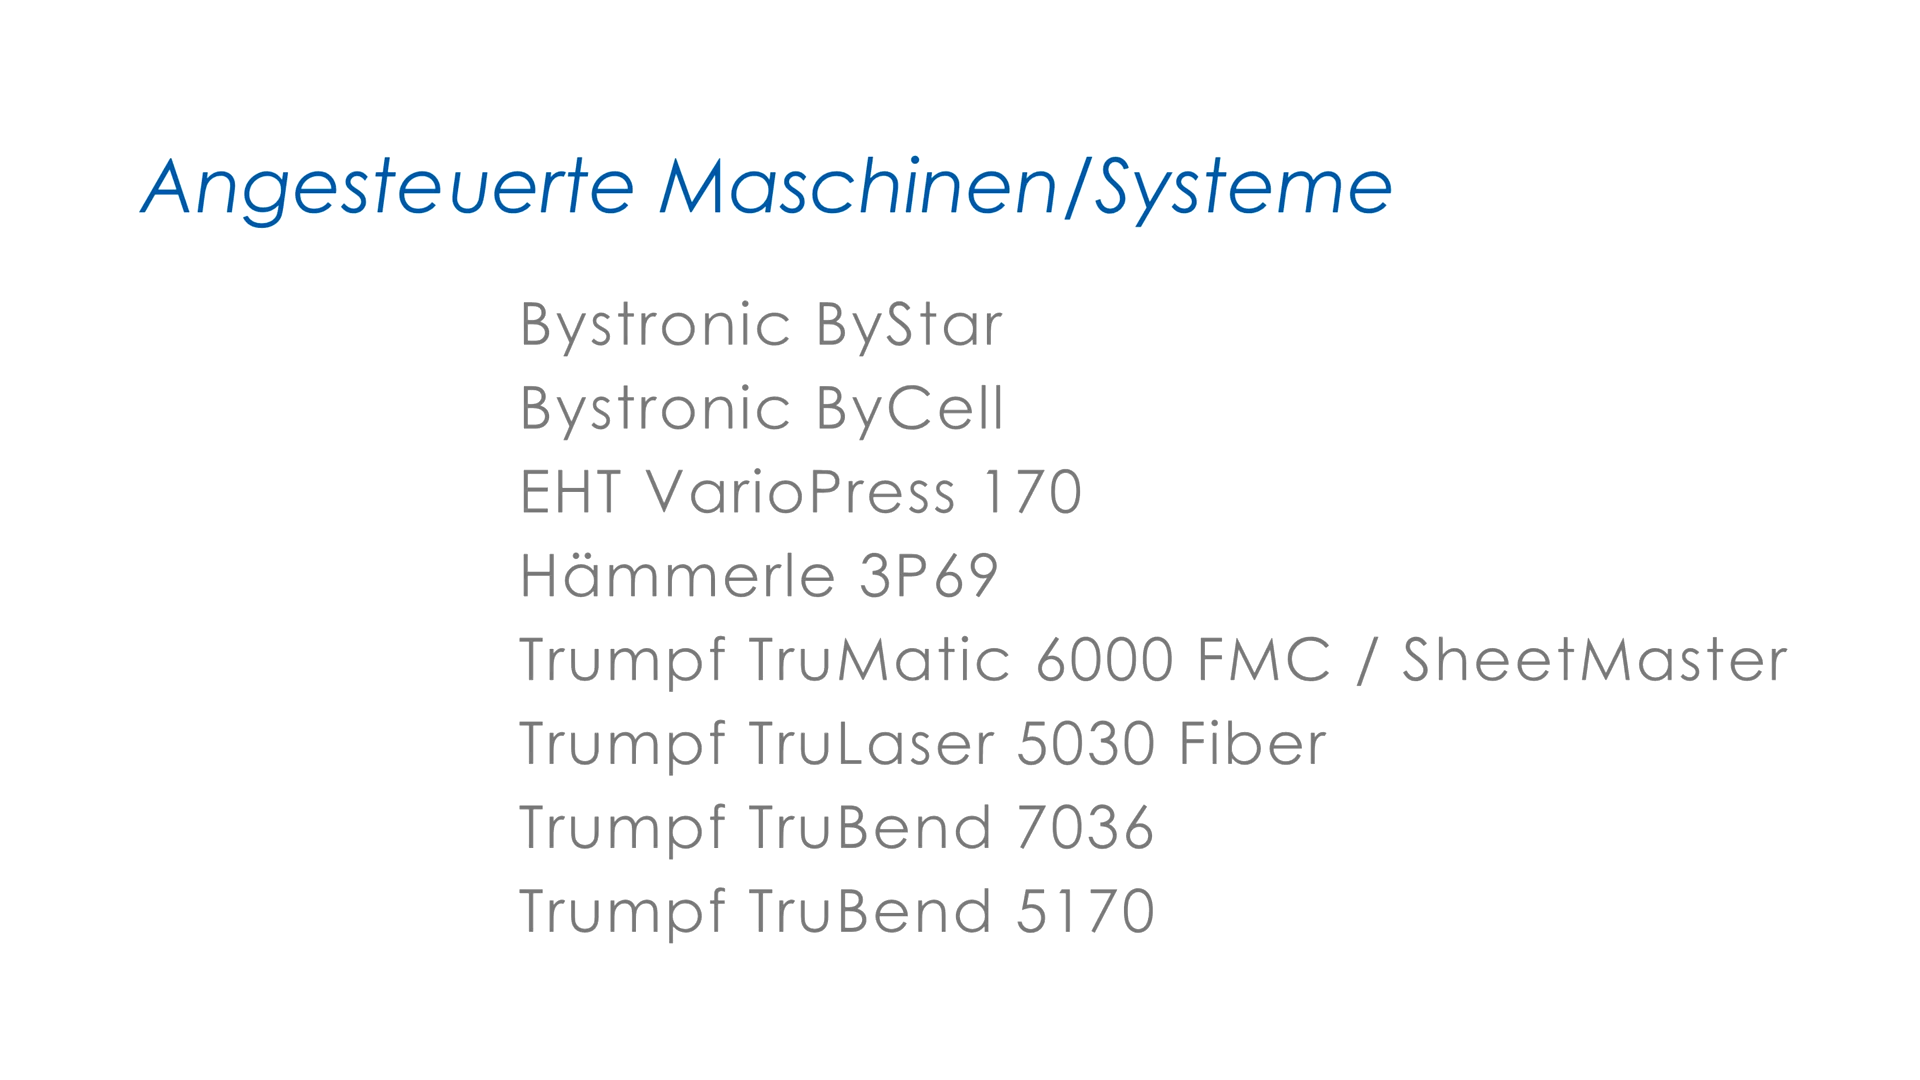 Angesteuerte Maschinen/Systeme
Bystronic ByStar
Bystronic ByCell
EHT VarioPress 170
Hämmerle 3P69
Trumpf TruMatic 6000 FMC / SheetMaster
Trumpf TruLaser 5030 Fiber
Trumpf TruBend 7036
Trumpf TruBend 5170